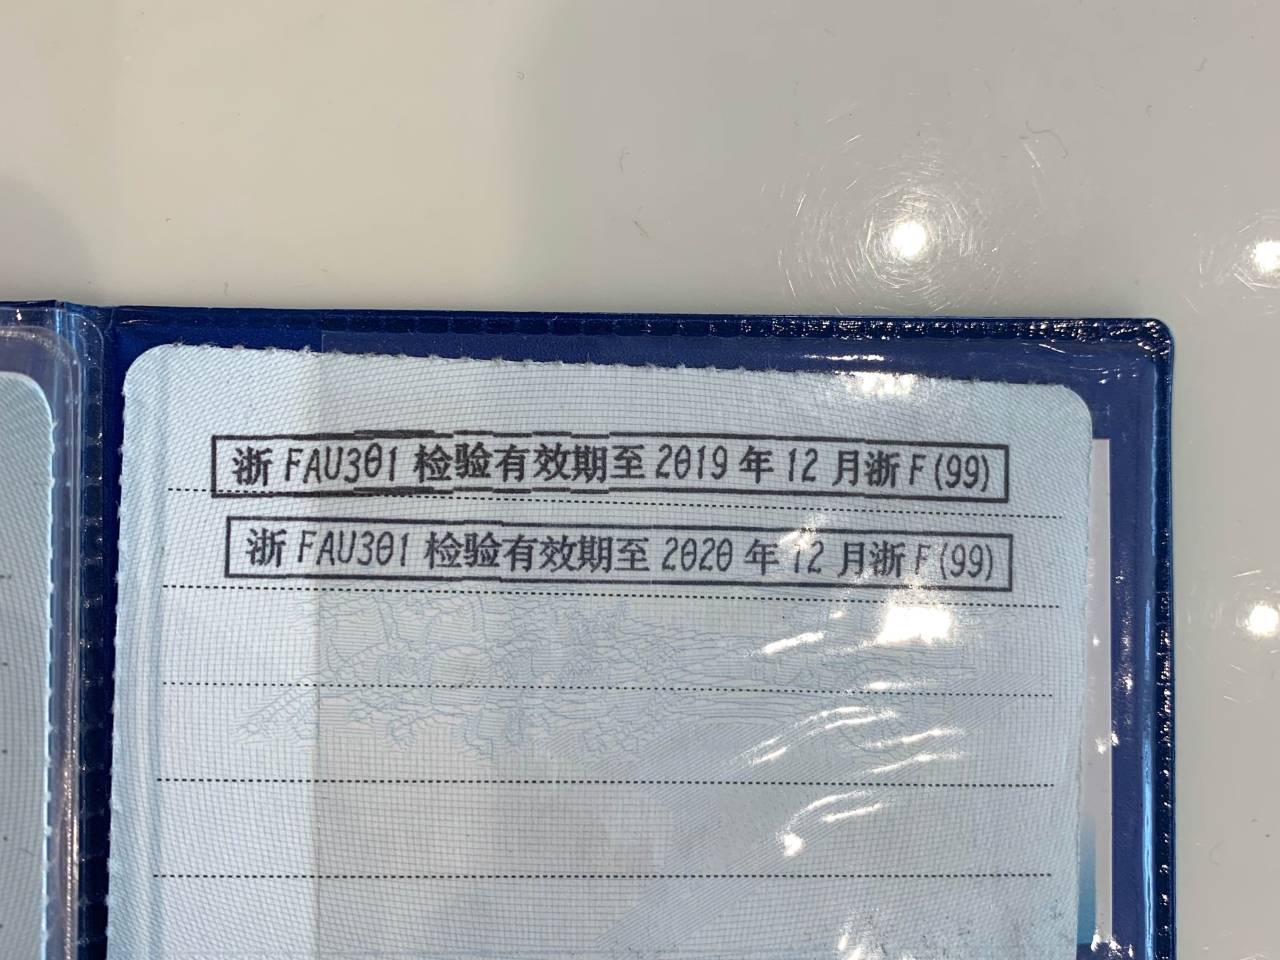 浙 FAU301 检验有效期至 2019 年 12 月浙 F(99)
浙 FAU301 检验有效期至 2020 年 12 月浙 F(99)